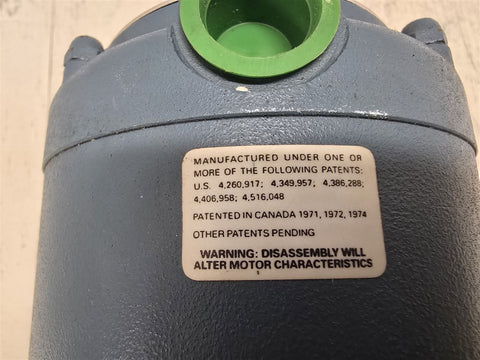 MANUFACTURED UNDER ONE OR
MORE OF THE FOLLOWING PATENTS:
U.S. 4,260,917; 4,349,957; 4,386,288;
4,406,958; 4,516,048
PATENTED IN CANADA 1971, 1972, 1974
OTHER PATENTS PENDING
WARNING: DISASSEMBLY WILL
ALTER MOTOR CHARACTERISTICS